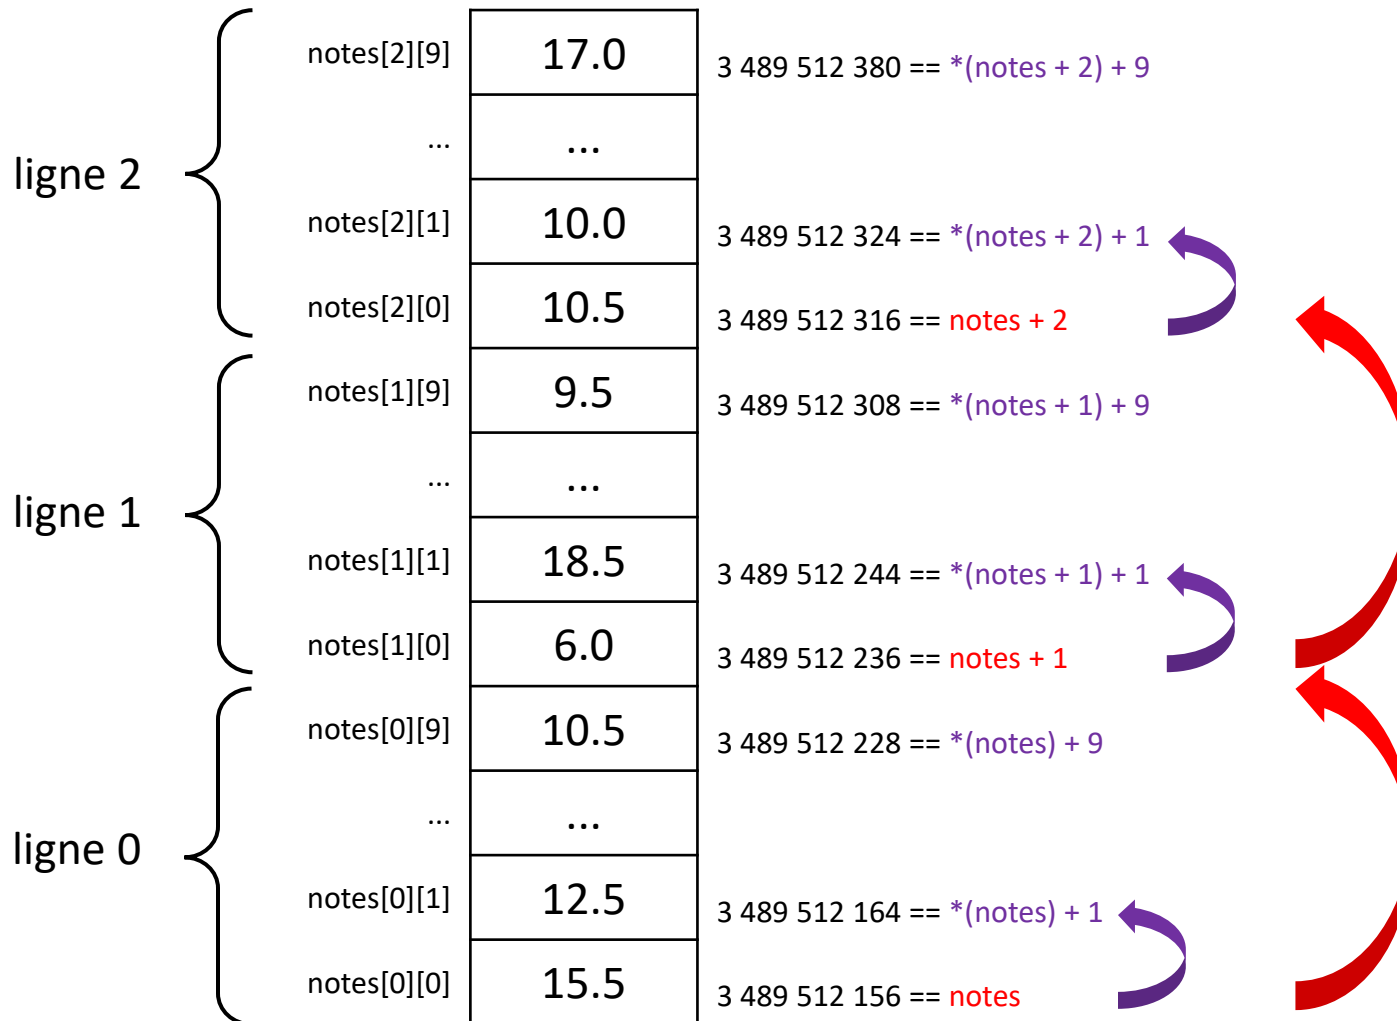 notes[2][9] 17.0 3 489 512 380 == *(notes + 2) + 9
... ...
ligne 2
notes[2][1] 10.0 3 489 512 324 == *(notes + 2) + 1
notes[2][0] 10.5 3 489 512 316 == notes + 2
notes[1][9] 9.5 3 489 512 308 == *(notes + 1) + 9
... ...
ligne 1
notes[1][1] 18.5 3 489 512 244 == *(notes + 1) + 1
notes[1][0] 6.0 3 489 512 236 == notes + 1
notes[0][9] 10.5 3 489 512 228 == *(notes) + 9
... ...
ligne 0
notes[0][1] 12.5 3 489 512 164 == *(notes) + 1
notes[0][0] 15.5 3 489 512 156 == notes